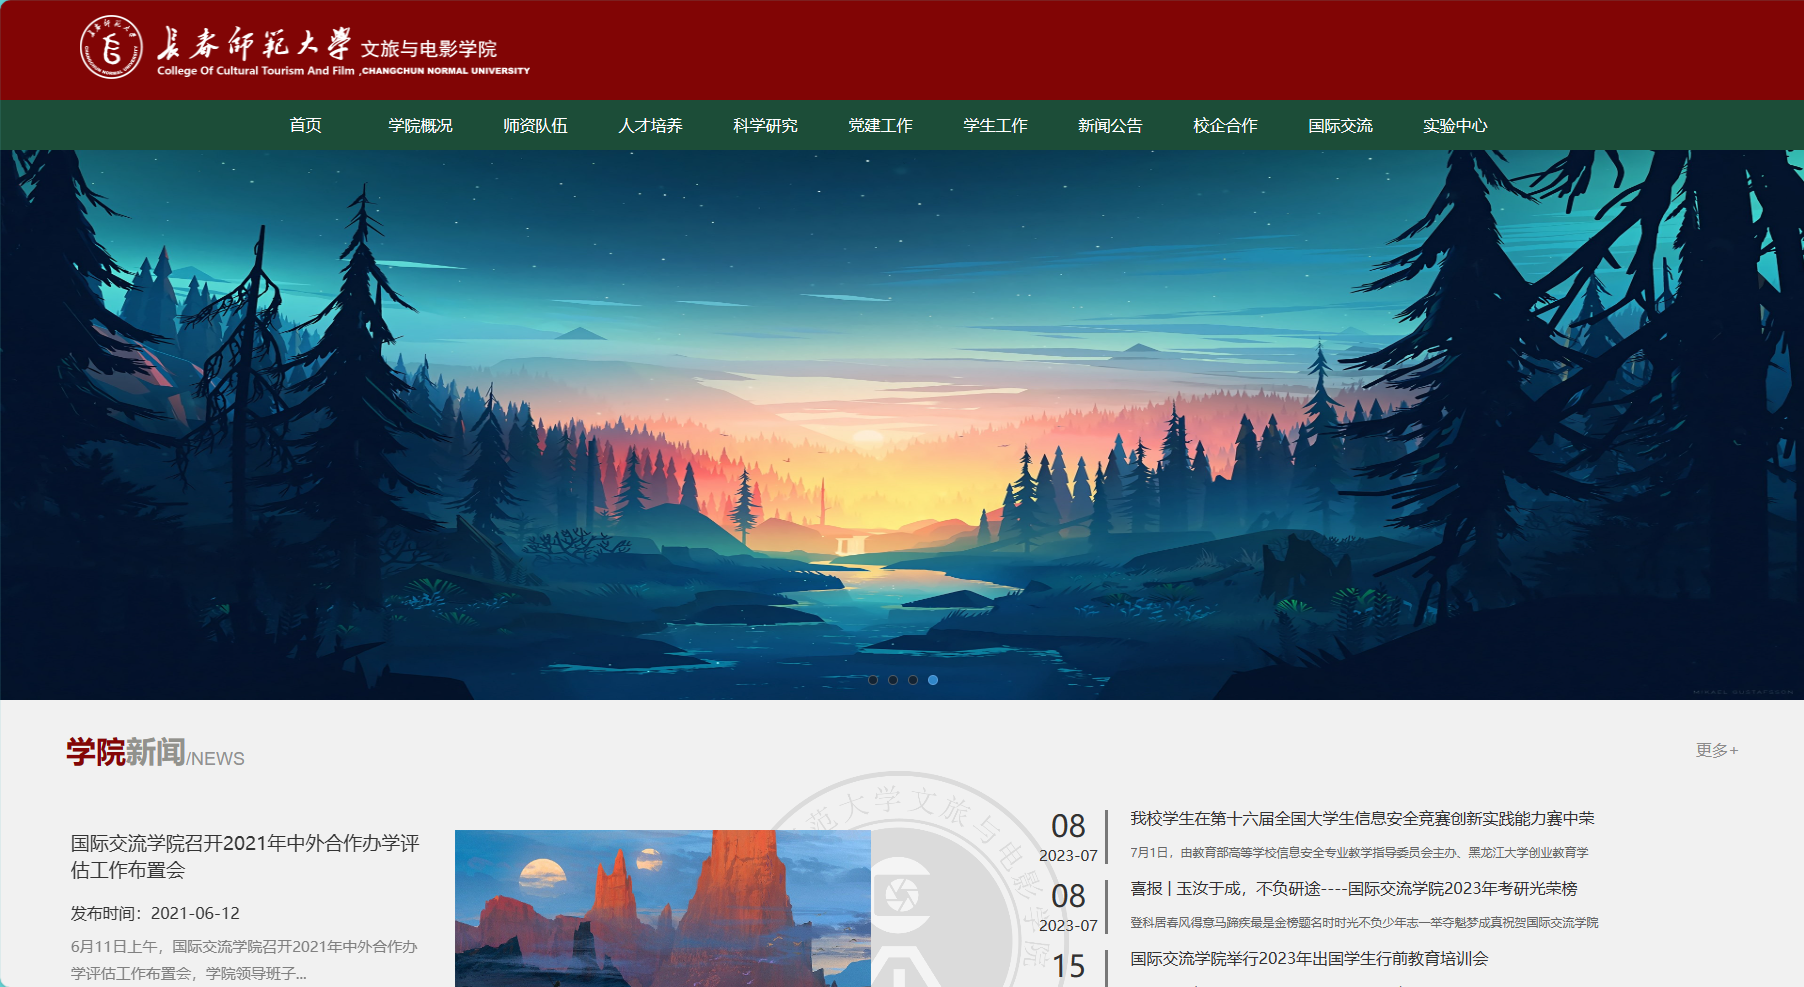 長春師範大學 文旅与电影学院
College Of Cultural Tourism And Film ,CHANGCHUN NORMAL UNIVERSITY
首页 学院概况 师资队伍 人才培养 科学研究 党建工作 学生工作 新闻公告 校企合作 国际交流 实验中心
学院新闻/NEWS
更多+
国际交流学院召开2021年中外合作办学评
估工作布置会
发布时间：2021-06-12
6月11日上午，国际交流学院召开2021年中外合作办
学评估工作布置会，学院领导班子...
范大学文旅与电影学院
08
2023-07
我校学生在第十六届全国大学生信息安全竞赛创新实践能力赛中荣
7月1日，由教育部高等学校信息安全专业教学指导委员会主办、黑龙江大学创业教育学
08
2023-07
喜报 | 玉汝于成，不负研途----国际交流学院2023年考研光荣榜
登科居春风得意马蹄疾最是金榜题名时时光不负少年志一举夺魁梦成真祝贺国际交流学院
15
国际交流学院举行2023年出国学生行前教育培训会